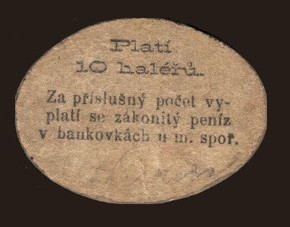 Platí
10 haléřů.
Za příslušný počet vy-
platí se zákonitý peníz
v bankovkách u m. spoř.